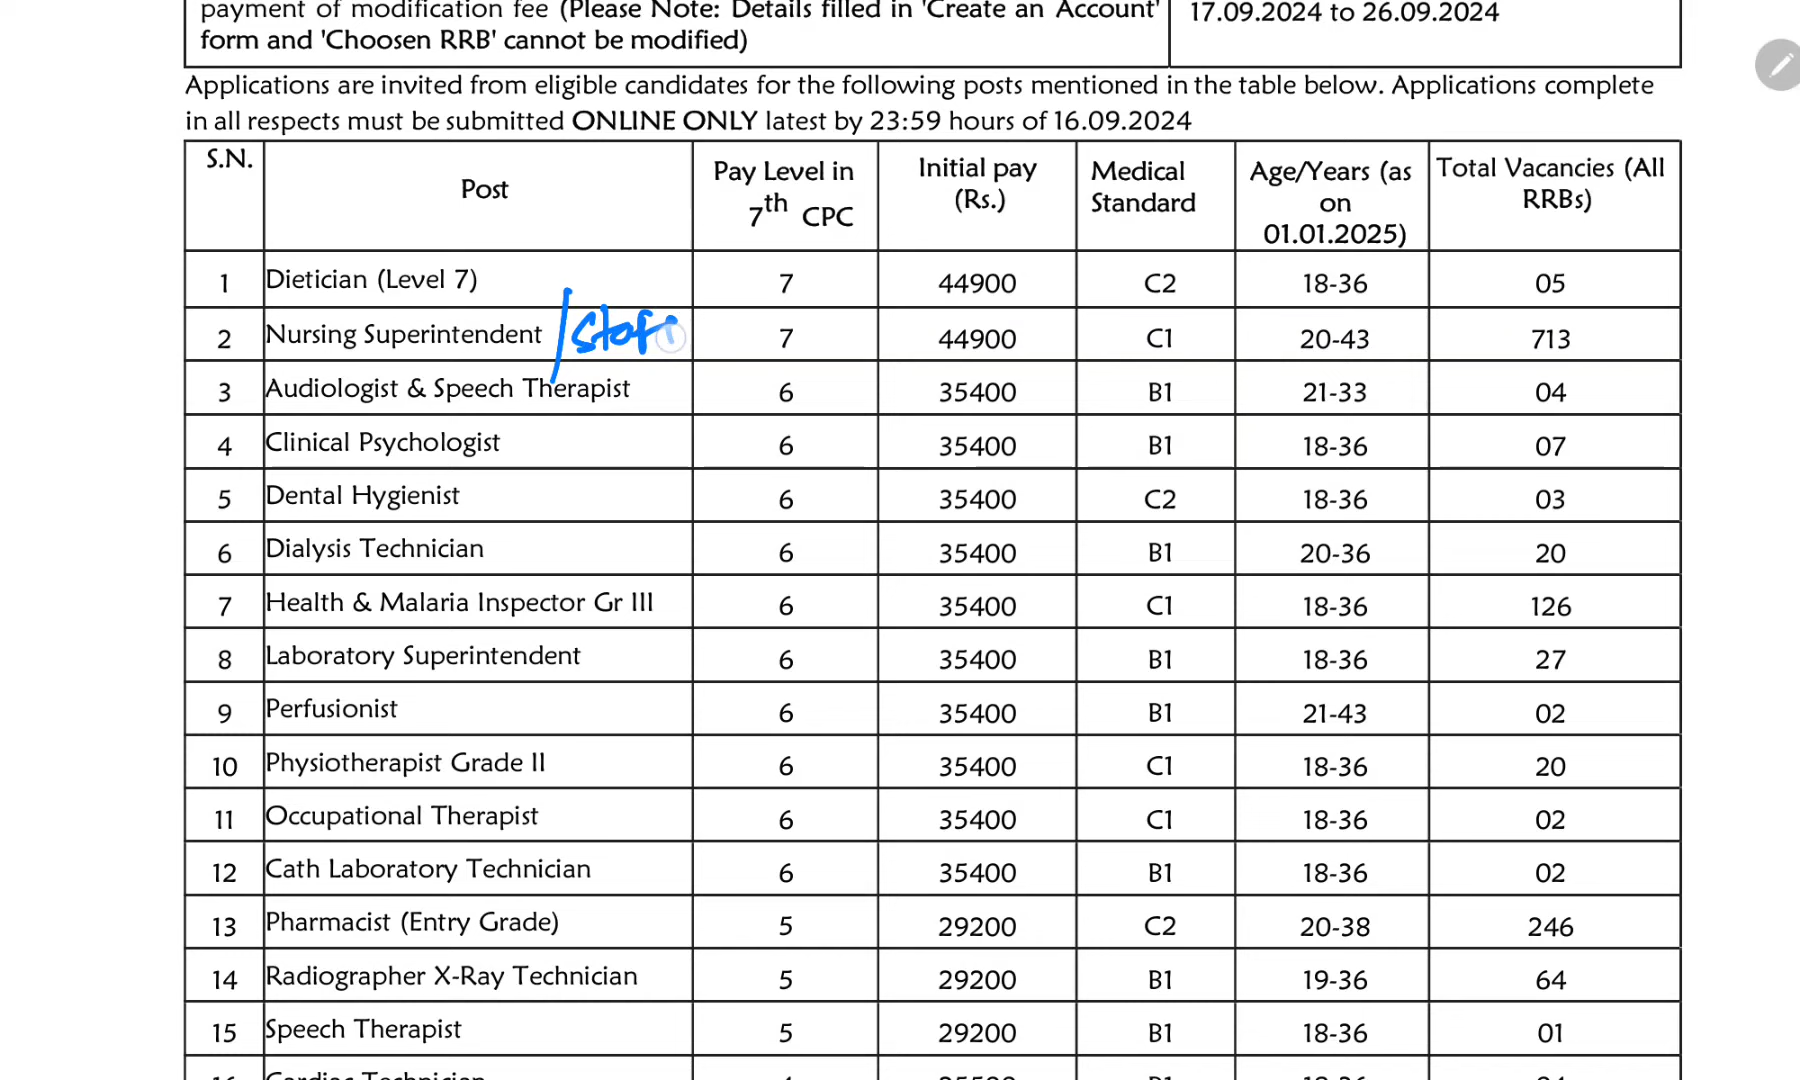 payment of modification fee (Please Note: Details filled in 'Create an Account'
form and 'Choosen RRB' cannot be modified)
17.09.2024 to 26.09.2024
Applications are invited from eligible candidates for the following posts mentioned in the table below. Applications complete
in all respects must be submitted ONLINE ONLY latest by 23:59 hours of 16.09.2024
S.N. Post Pay Level in 7th CPC Initial pay (Rs.) Medical Standard Age/Years (as on 01.01.2025) Total Vacancies (All RRBs)
1 Dietician (Level 7) 7 44900 C2 18-36 05
2 Nursing Superintendent /Staf 7 44900 C1 20-43 713
3 Audiologist & Speech Therapist 6 35400 B1 21-33 04
4 Clinical Psychologist 6 35400 B1 18-36 07
5 Dental Hygienist 6 35400 C2 18-36 03
6 Dialysis Technician 6 35400 B1 20-36 20
7 Health & Malaria Inspector Gr III 6 35400 C1 18-36 126
8 Laboratory Superintendent 6 35400 B1 18-36 27
9 Perfusionist 6 35400 B1 21-43 02
10 Physiotherapist Grade II 6 35400 C1 18-36 20
11 Occupational Therapist 6 35400 C1 18-36 02
12 Cath Laboratory Technician 6 35400 B1 18-36 02
13 Pharmacist (Entry Grade) 5 29200 C2 20-38 246
14 Radiographer X-Ray Technician 5 29200 B1 19-36 64
15 Speech Therapist 5 29200 B1 18-36 01